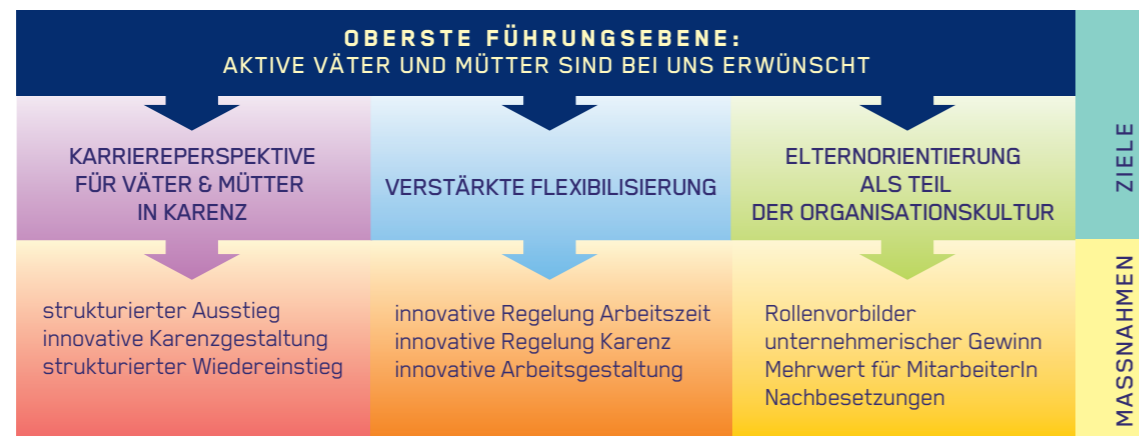 OBERSTE FÜHRUNGSEBENE:
AKTIVE VÄTER UND MÜTTER SIND BEI UNS ERWÜNSCHT
KARRIEREPERSPEKTIVE
FÜR VÄTER & MÜTTER
IN KARENZ
VERSTÄRKTE FLEXIBILISIERUNG
ELTERNORIENTIERUNG
ALS TEIL
DER ORGANISATIONSKULTUR
ZIELE
strukturierter Ausstieg
innovative Karenzgestaltung
strukturierter Wiedereinstieg
innovative Regelung Arbeitszeit
innovative Regelung Karenz
innovative Arbeitsgestaltung
Rollenvorbilder
unternehmerischer Gewinn
Mehrwert für MitarbeiterIn
Nachbesetzungen
MASSNAHMEN